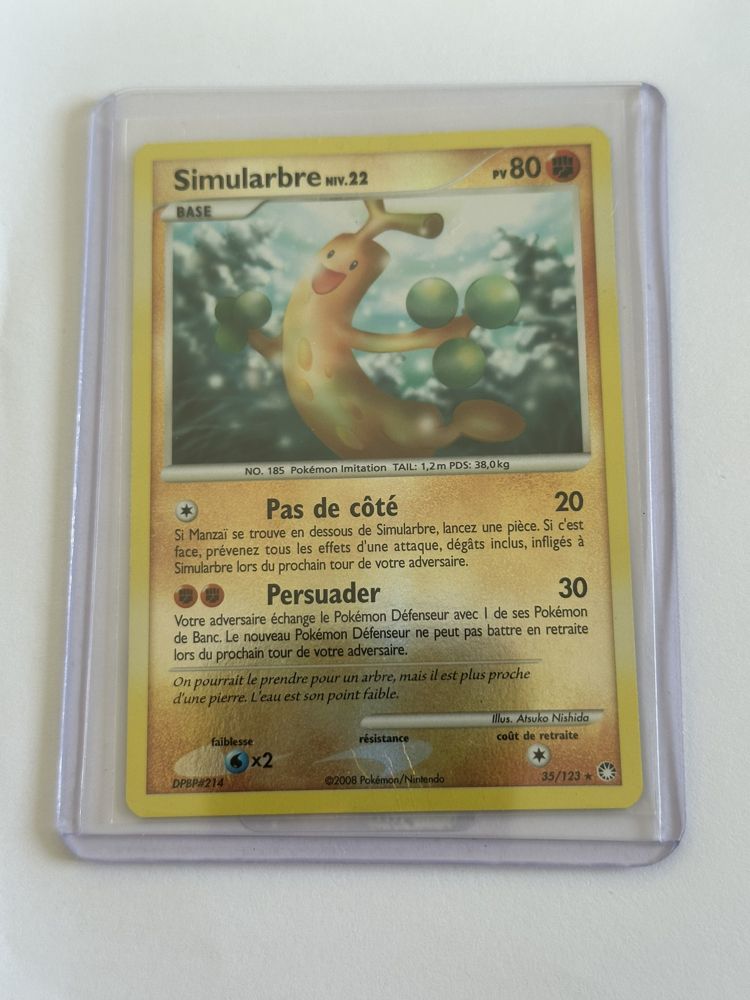 Simularbre NIV.22
PV 80
BASE
NO. 185 Pokémon Imitation TAIL: 1,2m PDS: 38,0kg
Pas de côté 20
Si Manzaï se trouve en dessous de Simularbre, lancez une pièce. Si c'est
face, prévenez tous les effets d'une attaque, dégâts inclus, infligés à
Simularbre lors du prochain tour de votre adversaire.
Persuader 30
Votre adversaire échange le Pokémon Défenseur avec 1 de ses Pokémon
de Banc. Le nouveau Pokémon Défenseur ne peut pas battre en retraite
lors du prochain tour de votre adversaire.
On pourrait le prendre pour un arbre, mais il est plus proche
d'une pierre. L'eau est son point faible.
Illus. Atsuko Nishida
faiblesse résistance coût de retraite
x2
DPBP#214 ©2008 Pokémon/Nintendo 35/123 ★